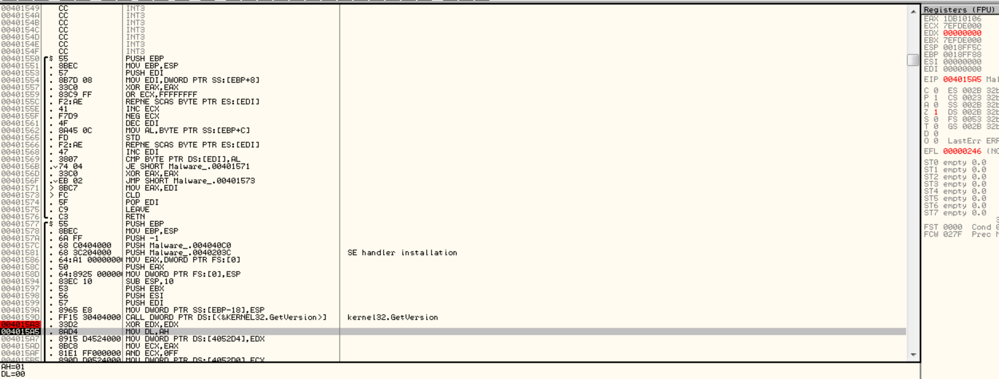 00401549 CC INT3
0040154A CC INT3
0040154B CC INT3
0040154C CC INT3
0040154D CC INT3
0040154E CC INT3
0040154F CC INT3
00401550 $ 55 PUSH EBP
00401551 . 8BEC MOV EBP,ESP
00401553 . 57 PUSH EDI
00401554 . 8B7D 08 MOV EDI,DWORD PTR SS:[EBP+8]
00401557 . 33C0 XOR EAX,EAX
00401559 . 83C9 FF OR ECX,FFFFFFFF
0040155C . F2:AE REPNE SCAS BYTE PTR ES:[EDI]
0040155E . 41 INC ECX
0040155F . F7D9 NEG ECX
00401561 . 4F DEC EDI
00401562 . 8A45 0C MOV AL,BYTE PTR SS:[EBP+C]
00401565 . FD STD
00401566 . F2:AE REPNE SCAS BYTE PTR ES:[EDI]
00401568 . 47 INC EDI
00401569 . 3807 CMP BYTE PTR DS:[EDI],AL
0040156B . 74 04 JE SHORT Malware_.00401571
0040156D . 33C0 XOR EAX,EAX
0040156F . EB 02 JMP SHORT Malware_.00401573
00401571 > 8BC7 MOV EAX,EDI
00401573 > FC CLD
00401574 . 5F POP EDI
00401575 . C9 LEAVE
00401576 . C3 RETN
00401577 $ 55 PUSH EBP
00401578 . 8BEC MOV EBP,ESP
0040157A . 6A FF PUSH -1
0040157C . 68 C0404000 PUSH Malware_.004040C0
00401581 . 68 3C204000 PUSH Malware_.0040203C SE handler installation
00401586 . 64:A1 0000000 MOV EAX,DWORD PTR FS:[0]
0040158C . 50 PUSH EAX
0040158D . 64:8925 00000 MOV DWORD PTR FS:[0],ESP
00401594 . 83EC 10 SUB ESP,10
00401597 . 53 PUSH EBX
00401598 . 56 PUSH ESI
00401599 . 57 PUSH EDI
0040159A . 8965 E8 MOV DWORD PTR SS:[EBP-18],ESP
0040159D . FF15 30404000 CALL DWORD PTR DS:[<&KERNEL32.GetVersion>] kernel32.GetVersion
004015A3 . 33D2 XOR EDX,EDX
004015A5 . 8AD4 MOV DL,AH
004015A7 . 8915 D4524000 MOV DWORD PTR DS:[4052D4],EDX
004015AD . 8BC8 MOV ECX,EAX
004015AF . 81E1 FF000000 AND ECX,0FF
004015B5 . 890D D0524000 MOV DWORD PTR DS:[4052D0],ECX
AH=01
DL=00
Registers (FPU)
EAX 1DB10106
ECX 7EFDE000
EDX 00000000
EBX 7EFDE000
ESP 0018FF5C
EBP 0018FF88
ESI 00000000
EDI 00000000
EIP 004015A5 Mal
C 0 ES 002B 32b
P 1 CS 0023 32b
A 0 SS 002B 32b
Z 1 DS 002B 32b
S 0 FS 0053 32b
T 0 GS 002B 32b
D 0
O 0 LastErr ERR
EFL 00000246 (NO
ST0 empty 0.0
ST1 empty 0.0
ST2 empty 0.0
ST3 empty 0.0
ST4 empty 0.0
ST5 empty 0.0
ST6 empty 0.0
ST7 empty 0.0
3
FST 0000 Cond 0
FCW 027F Prec N